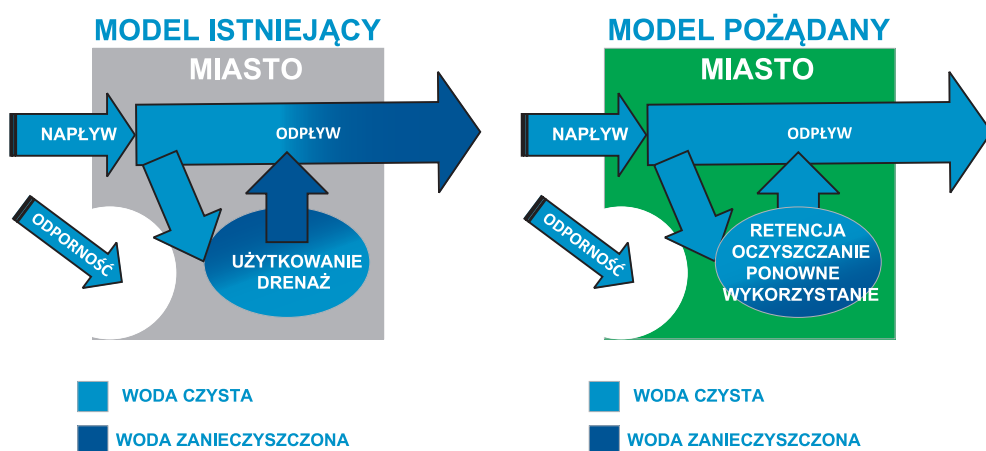 MODEL ISTNIEJĄCY
MIASTO
NAPŁYW
ODPŁYW
ODPORNOŚĆ
UŻYTKOWANIE
DRENAŻ
WODA CZYSTA
WODA ZANIECZYSZCZONA
MODEL POŻĄDANY
MIASTO
NAPŁYW
ODPŁYW
ODPORNOŚĆ
RETENCJA
OCZYSZCZANIE
PONOWNE
WYKORZYSTANIE
WODA CZYSTA
WODA ZANIECZYSZCZONA